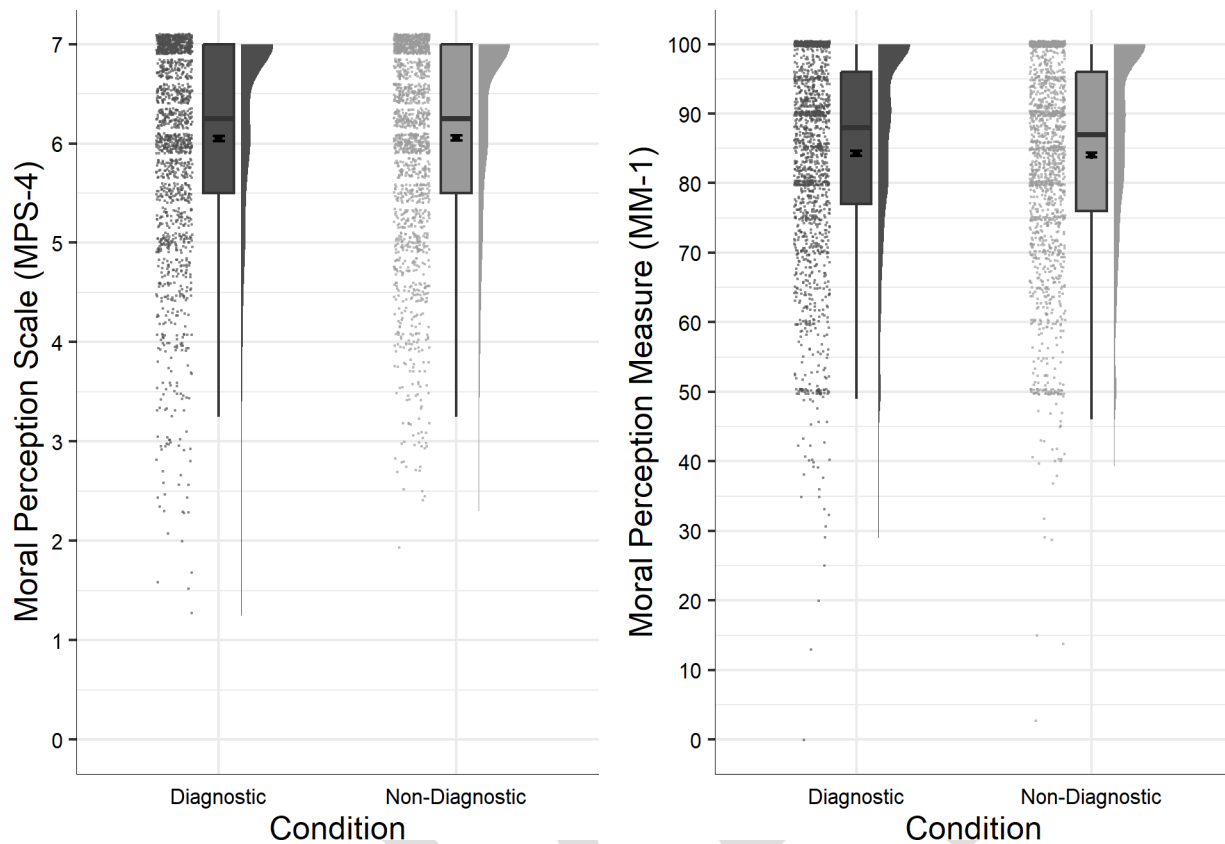 Moral Perception Scale (MPS-4)
7
6
5
4
3
2
1
0
Diagnostic
Non-Diagnostic
Condition
Moral Perception Measure (MM-1)
100
90
80
70
60
50
40
30
20
10
0
Diagnostic
Non-Diagnostic
Condition